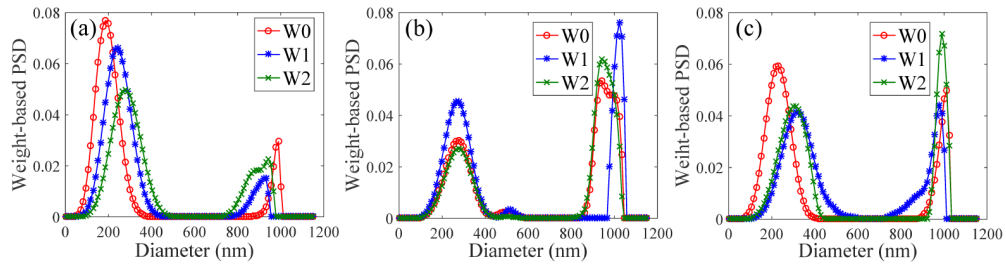 (a)
W0
W1
W2
Weight-based PSD
0.08
0.06
0.04
0.02
0
0 200 400 600 800 1000 1200
Diameter (nm)
(b)
W0
W1
W2
Weight-based PSD
0.08
0.06
0.04
0.02
0
0 200 400 600 800 1000 1200
Diameter (nm)
(c)
W0
W1
W2
Weiht-based PSD
0.08
0.06
0.04
0.02
0
0 200 400 600 800 1000 1200
Diameter (nm)